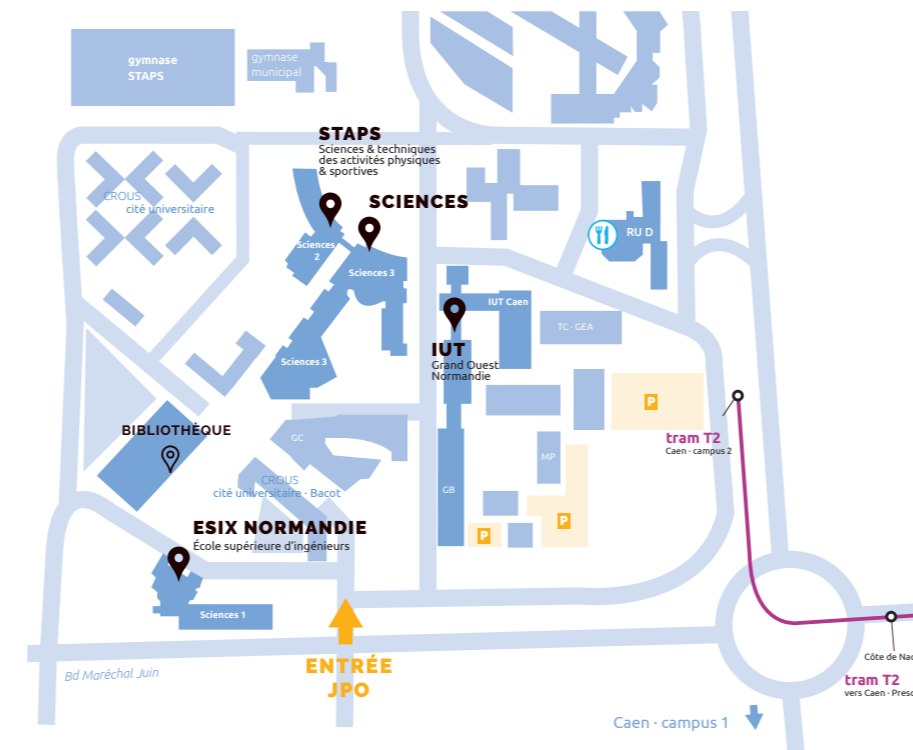 gymnase
STAPS
gymnase
municipal
STAPS
Sciences & techniques
des activités physiques
& sportives
CROUS
cité universitaire
SCIENCES
Sciences
2
Sciences 3
RU D
IUT Caen
TC · GEA
IUT
Grand Ouest
Normandie
Sciences 3
P
BIBLIOTHÈQUE
GC
tram T2
Caen · campus 2
MP
CROUS
cité universitaire · Bacot
GB
P
P
ESIX NORMANDIE
École supérieure d'ingénieurs
Sciences 1
ENTRÉE
JPO
Bd Maréchal Juin
Côte de Nac
tram T2
vers Caen · Presq
Caen · campus 1